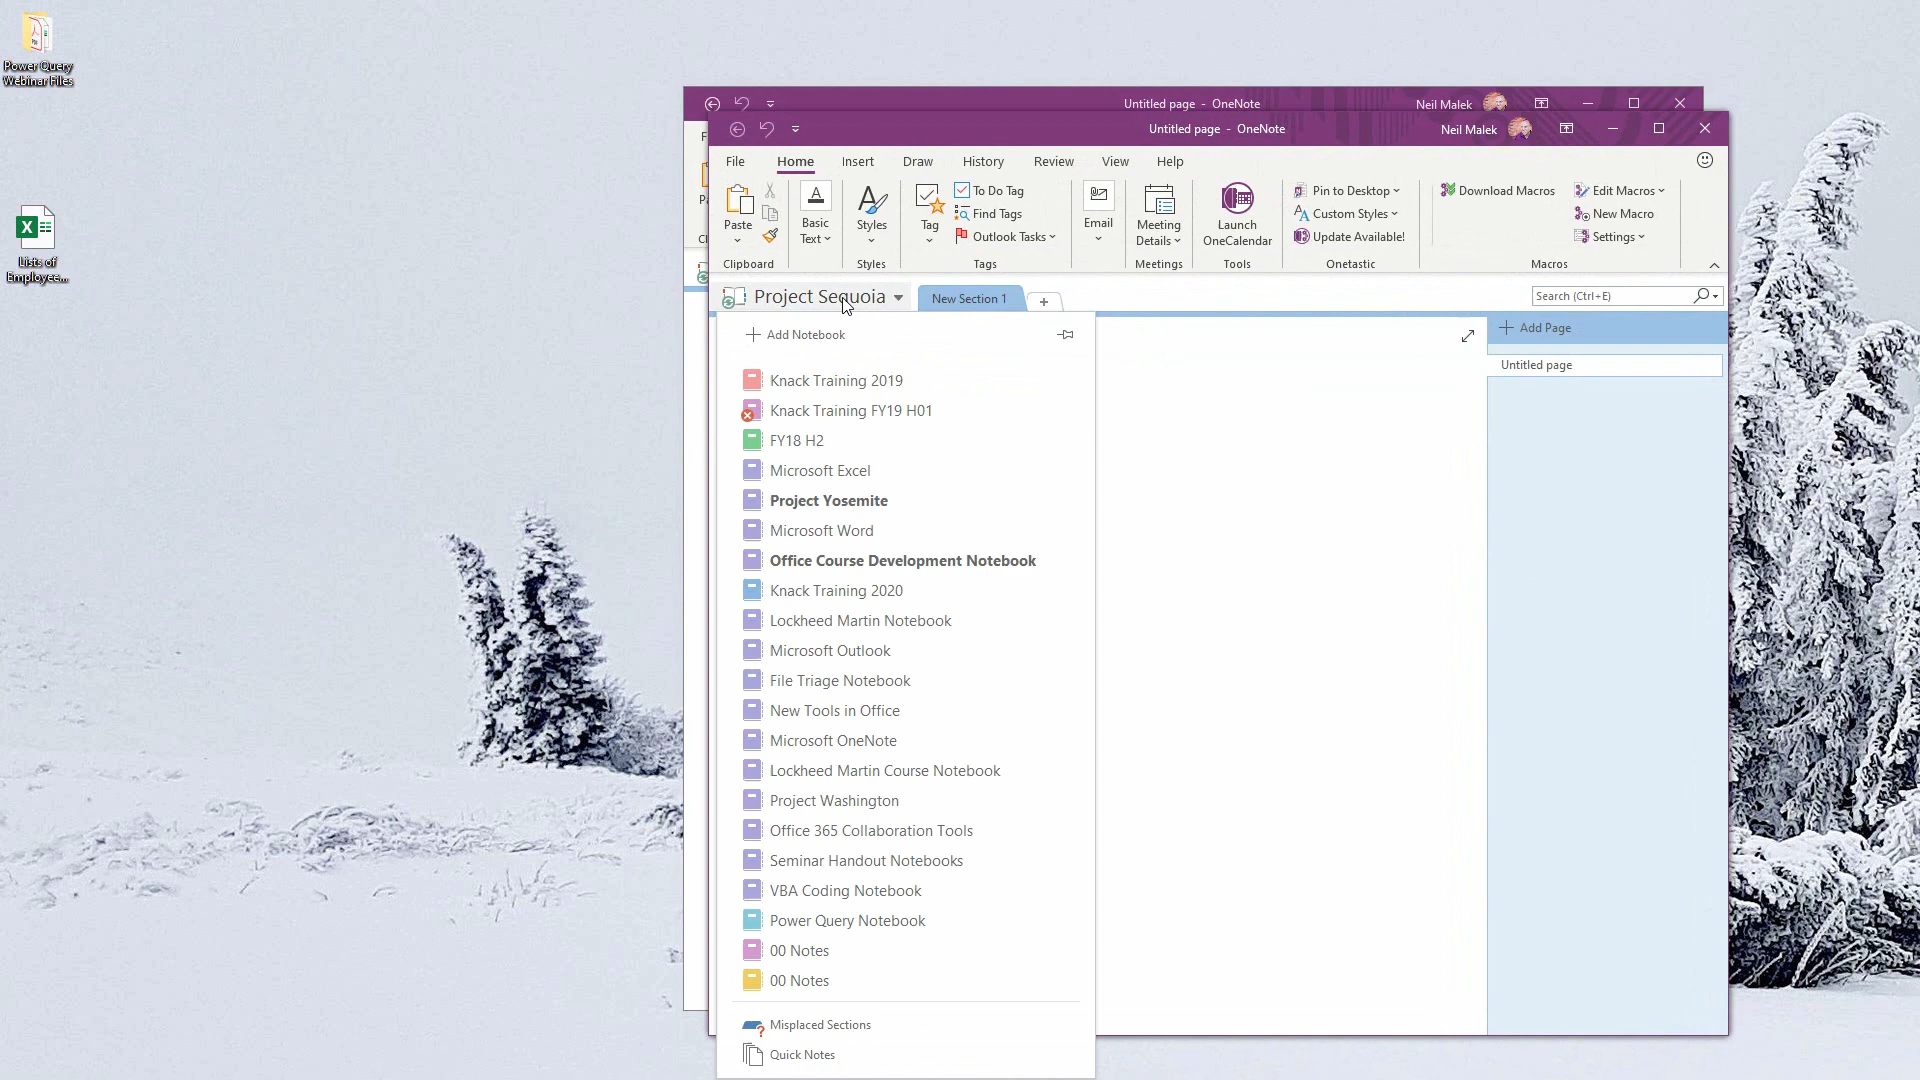 Power Query
Webinar Files
Lists of
Employee...
Untitled page - OneNote
Neil Malek
Untitled page - OneNote
Neil Malek
File Home Insert Draw History Review View Help
Paste
Basic
Text
Styles
Tag
To Do Tag
Find Tags
Outlook Tasks
Email
Meeting
Details
Launch
OneCalendar
Pin to Desktop
Custom Styles
Update Available!
Download Macros
Edit Macros
New Macro
Settings
Clipboard Styles Tags Meetings Tools Onetastic Macros
Project Sequoia New Section 1 Search (Ctrl+E)
Add Notebook
Add Page
Untitled page
Knack Training 2019
Knack Training FY19 H01
FY18 H2
Microsoft Excel
Project Yosemite
Microsoft Word
Office Course Development Notebook
Knack Training 2020
Lockheed Martin Notebook
Microsoft Outlook
File Triage Notebook
New Tools in Office
Microsoft OneNote
Lockheed Martin Course Notebook
Project Washington
Office 365 Collaboration Tools
Seminar Handout Notebooks
VBA Coding Notebook
Power Query Notebook
00 Notes
00 Notes
Misplaced Sections
Quick Notes